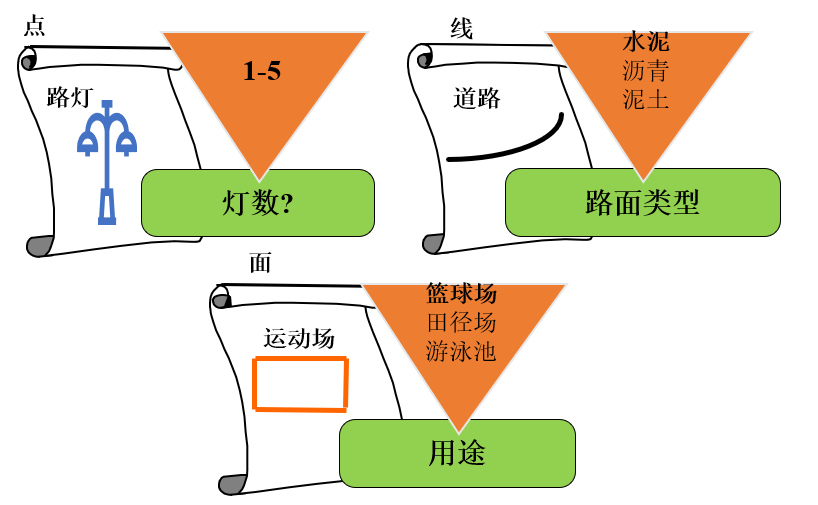 点
路灯
1-5
灯数?
线
道路
水泥
沥青
泥土
路面类型
面
运动场
篮球场
田径场
游泳池
用途